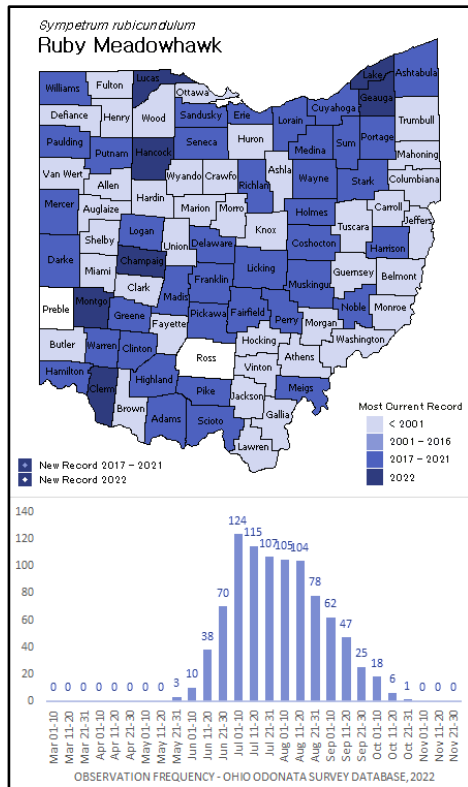 Sympetrum rubicundulum
Ruby Meadowhawk
Williams Fulton Lucas Ottawa Lake Ashtabula
Geauga
Defiance Henry Wood Sandusky Erie Lorain Cuyahoga Trumbull
Paulding Putnam Hancock Seneca Huron Medina Sum Portage Mahoning
Van Wert Allen Wyando Crawfo Richlan Ashla Wayne Stark Columbiana
Mercer Auglaize Hardin Marion Morro Holmes Carroll Jeffers
Shelby Logan Union Delaware Knox Coshocton Tuscara Harrison
Darke Miami Champaig Licking Guernsey Belmont
Clark Madis Franklin Muskingu
Preble Montgo Greene Pickawa Fairfield Perry Morgan Noble Monroe
Butler Warren Clinton Fayette Ross Hocking Athens Washington
Hamilton Clerm Highland Vinton Meigs
Brown Adams Pike Jackson Gallia
Scioto Lawren
Most Current Record
< 2001
2001 - 2016
2017 - 2021
2022
New Record 2017 - 2021
New Record 2022
140
120
100
80
60
40
20
0
0 0 0 0 0 0 0 0 3 10 38 70 124 115 107 105 104 78 62 47 25 18 6 1 0 0 0
Mar 01-10
Mar 11-20
Mar 21-31
Apr 01-10
Apr 11-20
Apr 21-30
May 01-10
May 11-20
May 21-31
Jun 01-10
Jun 11-20
Jun 21-30
Jul 01-10
Jul 11-20
Jul 21-31
Aug 01-10
Aug 11-20
Aug 21-31
Sep 01-10
Sep 11-20
Sep 21-30
Oct 01-10
Oct 11-20
Oct 21-31
Nov 01-10
Nov 11-20
Nov 21-30
OBSERVATION FREQUENCY - OHIO ODONATA SURVEY DATABASE, 2022